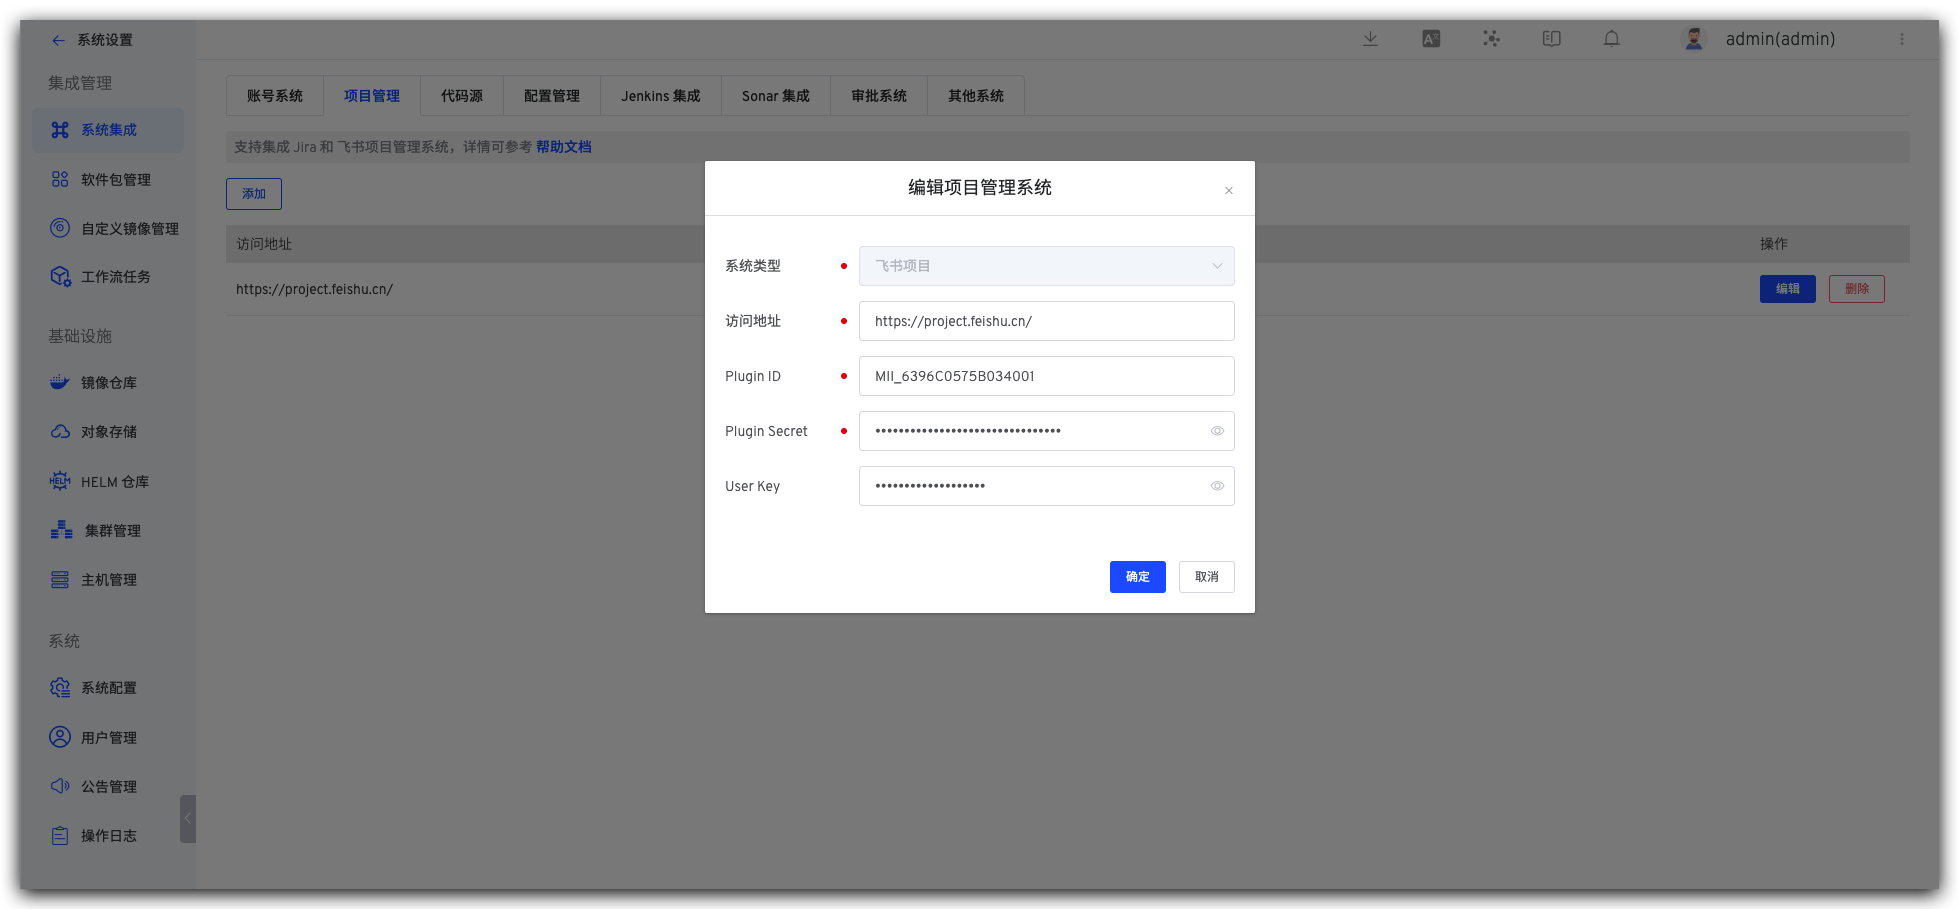 系统设置
admin(admin)
集成管理
系统集成
软件包管理
自定义镜像管理
工作流任务
基础设施
镜像仓库
对象存储
HELM 仓库
集群管理
主机管理
系统
系统配置
用户管理
公告管理
操作日志
账号系统
项目管理
代码源
配置管理
Jenkins 集成
Sonar 集成
审批系统
其他系统
支持集成 Jira 和 飞书项目管理系统，详情可参考 帮助文档
添加
访问地址
操作
https://project.feishu.cn/
编辑
删除
编辑项目管理系统
系统类型
飞书项目
访问地址
https://project.feishu.cn/
Plugin ID
MII_6396C0575B034001
Plugin Secret
••••••••••••••••••••••••••••••••
User Key
•••••••••••••••••••
确定
取消